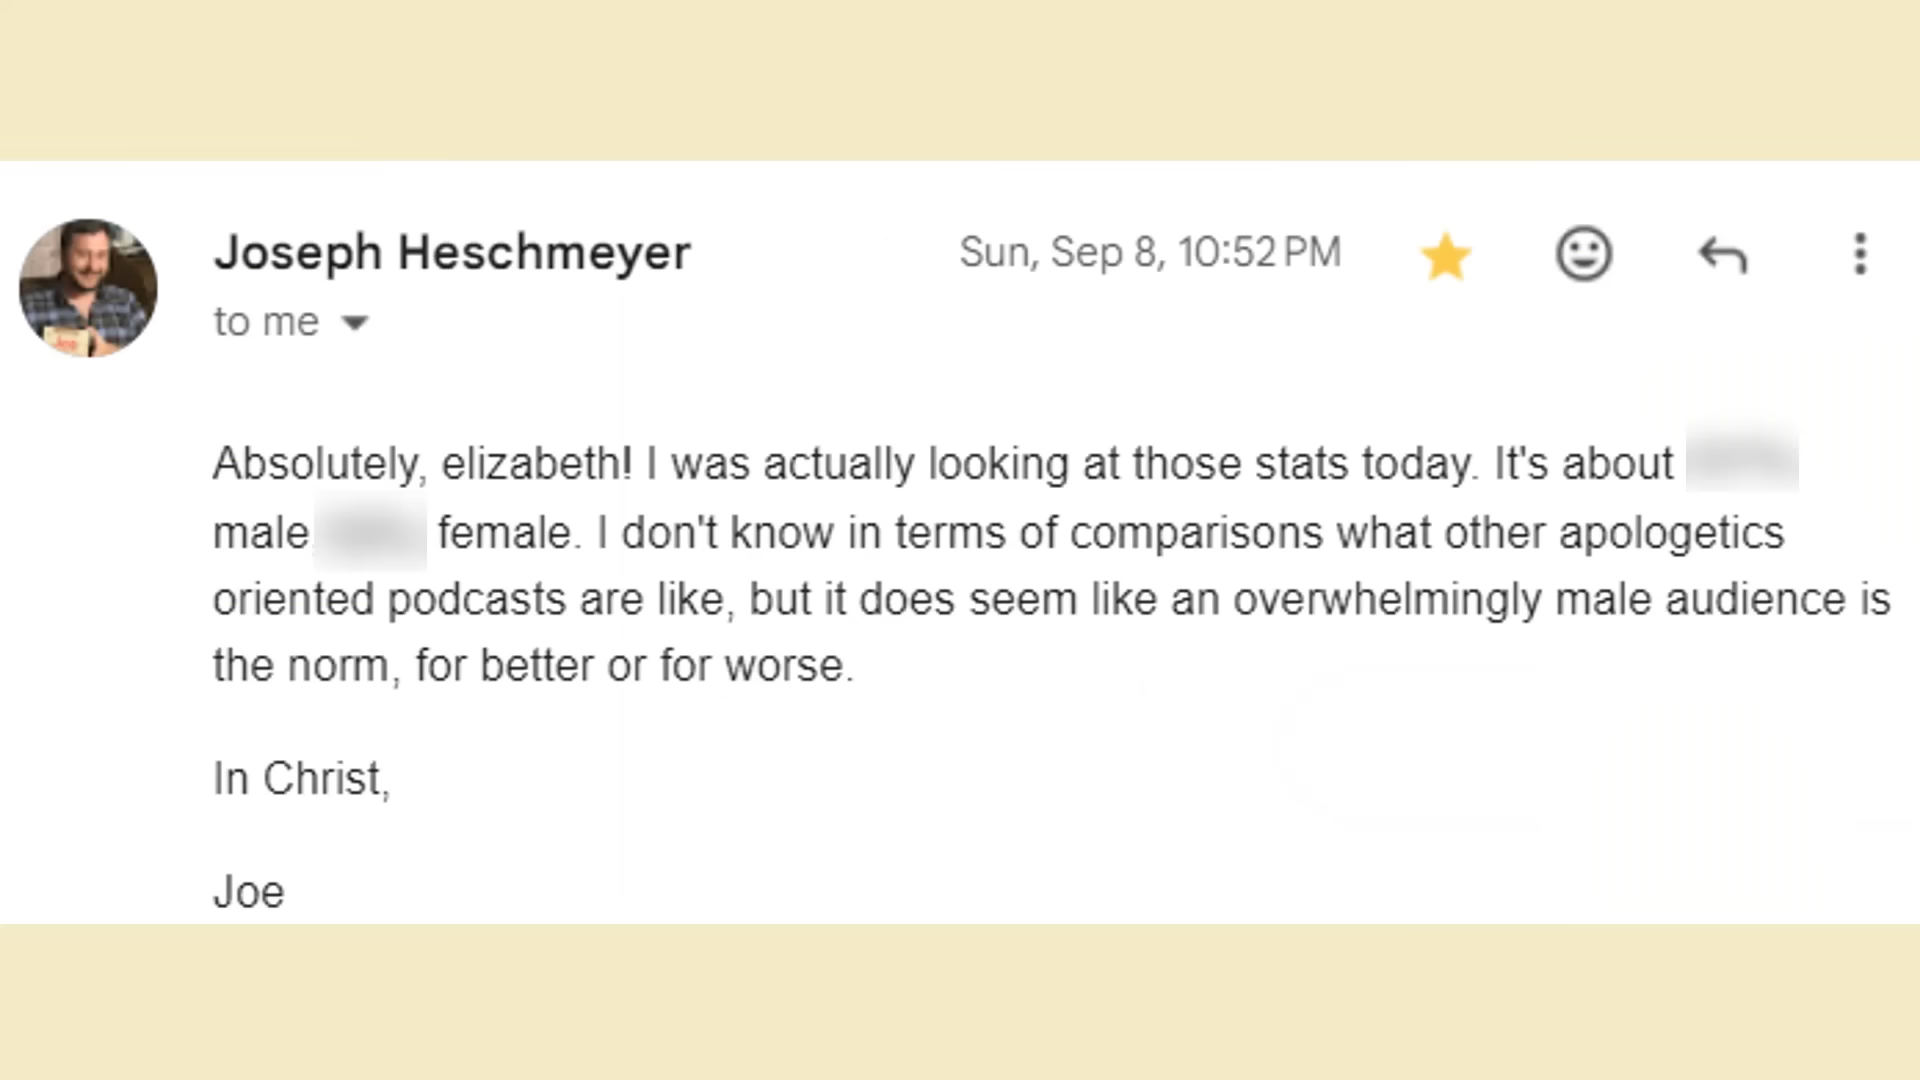 Joseph Heschmeyer
Sun, Sep 8, 10:52 PM
to me
Absolutely, elizabeth! I was actually looking at those stats today. It's about
male female. I don't know in terms of comparisons what other apologetics
oriented podcasts are like, but it does seem like an overwhelmingly male audience is
the norm, for better or for worse.
In Christ,
Joe
Joe